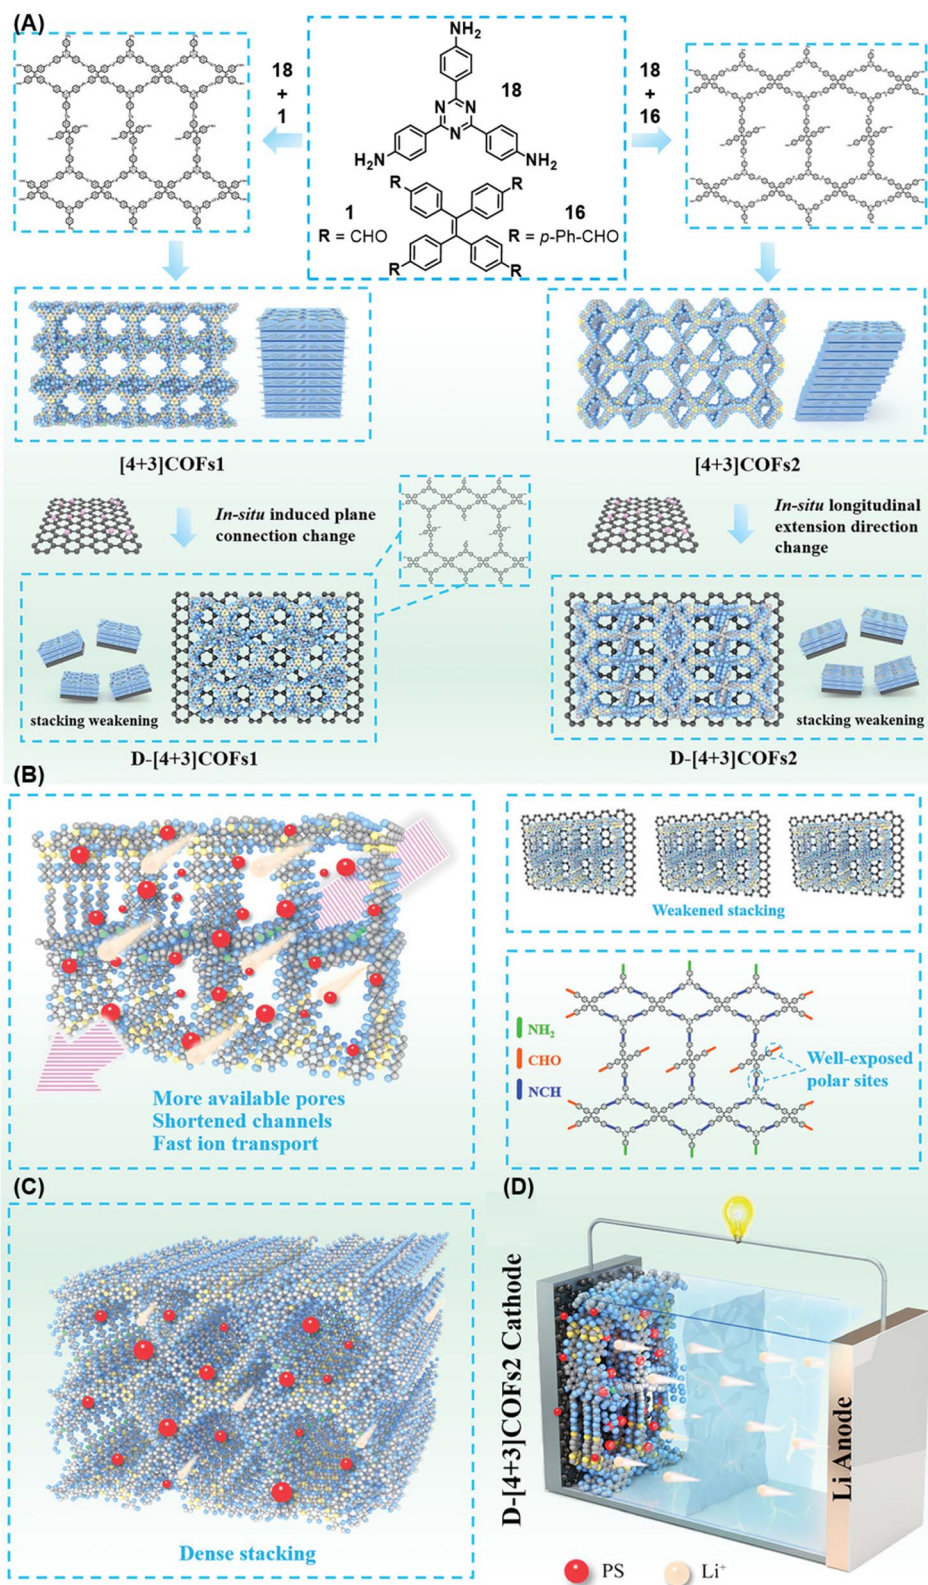 (A)
18
+
1
NH₂
18
N
N
N
H₂N
NH₂
18
+
16
R
R
1
R = CHO
16
R = p-Ph-CHO
R
R
[4+3]COFs1
[4+3]COFs2
In-situ induced plane
connection change
In-situ longitudinal
extension direction
change
stacking weakening
stacking weakening
D-[4+3]COFs1
D-[4+3]COFs2
(B)
More available pores
Shortened channels
Fast ion transport
Weakened stacking
NH₂
CHO
NCH
Well-exposed
polar sites
(C)
Dense stacking
(D)
D-[4+3]COFs2 Cathode
Li Anode
PS
Li⁺